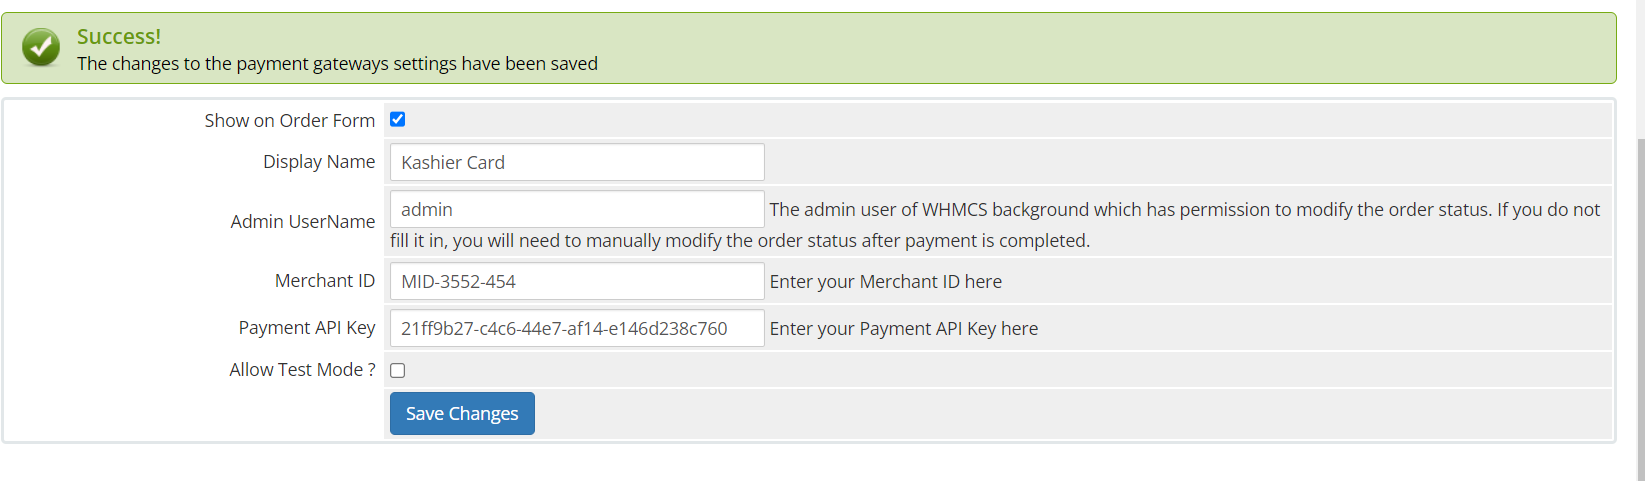 Success!
The changes to the payment gateways settings have been saved
Show on Order Form
Display Name
Kashier Card
Admin UserName
admin
The admin user of WHMCS background which has permission to modify the order status. If you do not
fill it in, you will need to manually modify the order status after payment is completed.
Merchant ID
MID-3552-454
Enter your Merchant ID here
Payment API Key
21ff9b27-c4c6-44e7-af14-e146d238c760
Enter your Payment API Key here
Allow Test Mode ?
Save Changes